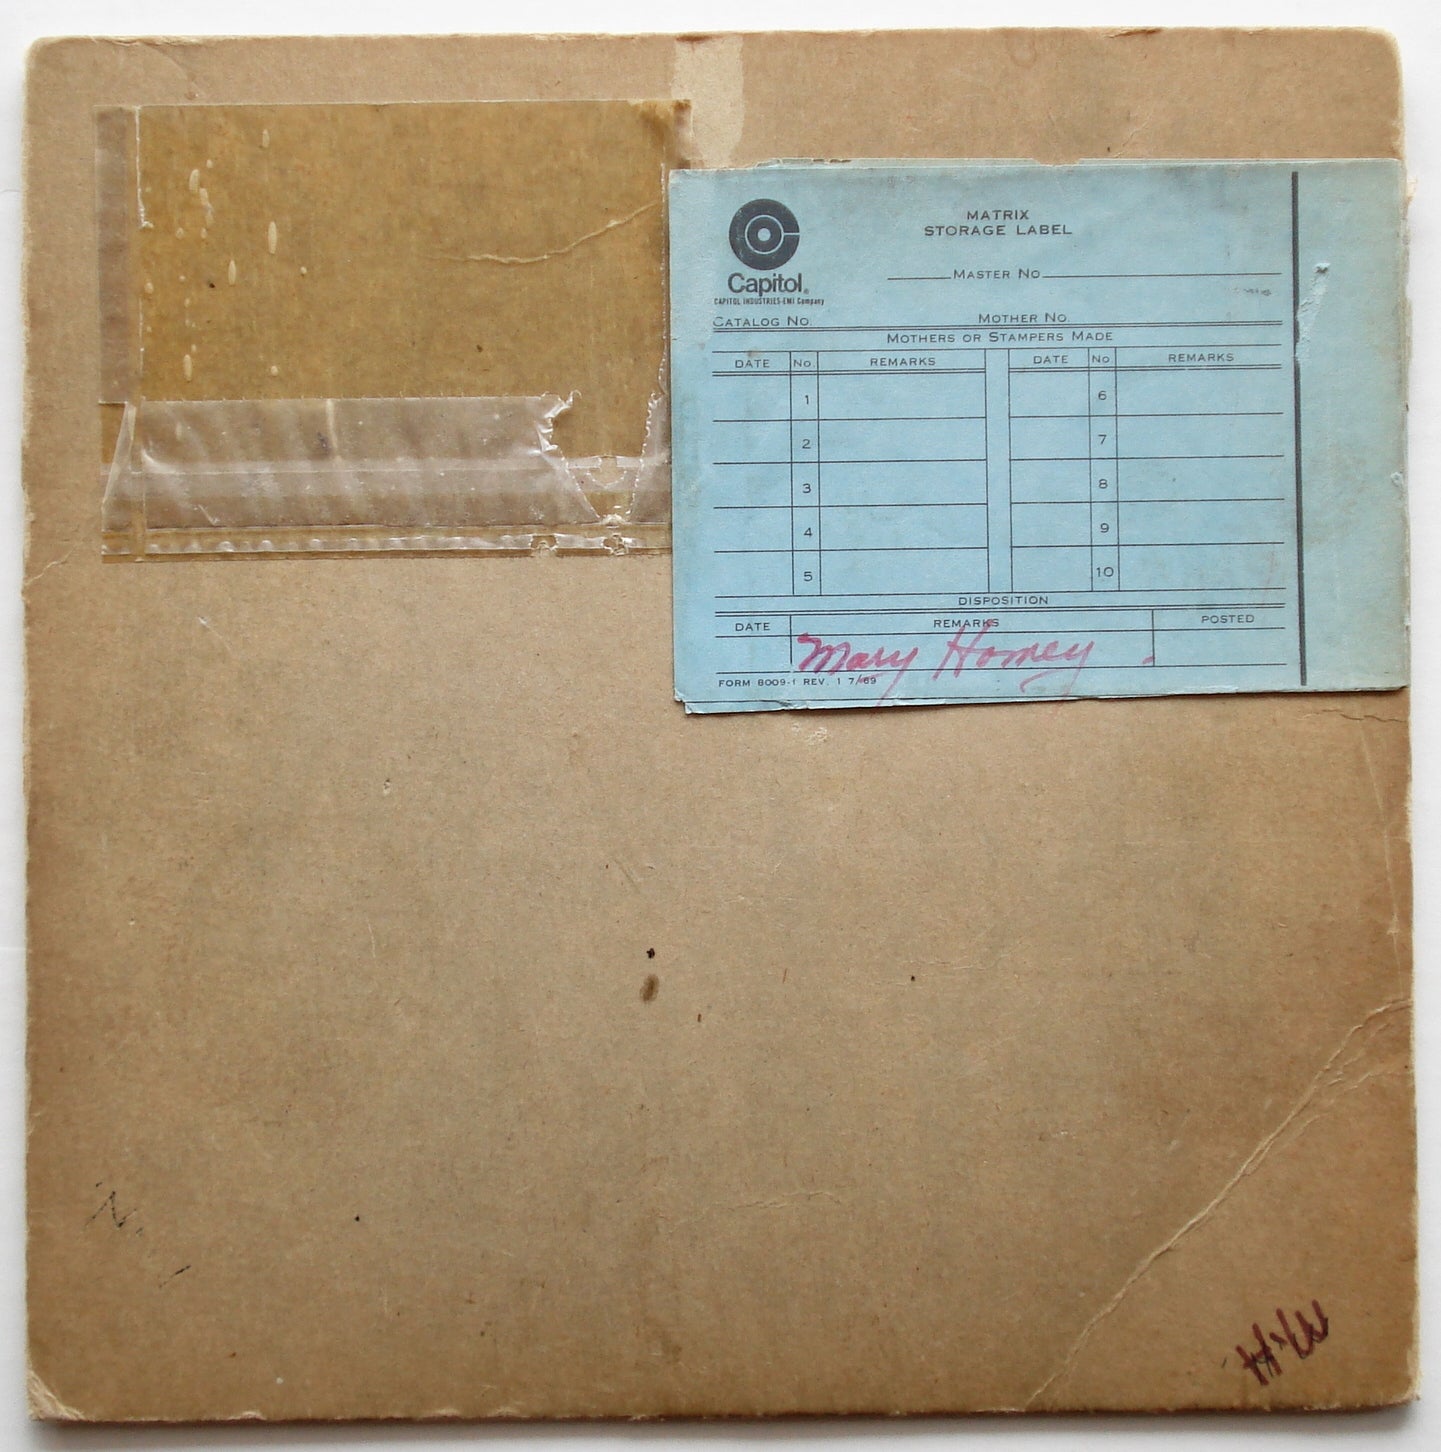 MATRIX
STORAGE LABEL
Capitol®
CAPITOL INDUSTRIES-EMI Company
MASTER NO
CATALOG NO. MOTHER NO.
MOTHERS OR STAMPERS MADE
DATE NO REMARKS DATE NO REMARKS
1 6
2 7
3 8
4 9
5 10
DISPOSITION
DATE REMARKS POSTED
Mary Homey
FORM 8009-1 REV. 1 7/69
M.H